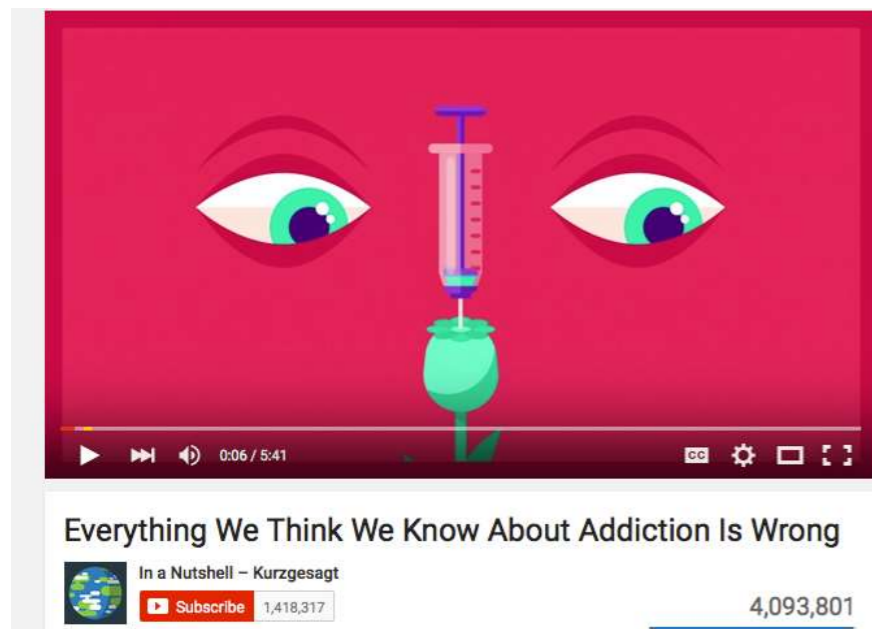 0:06 / 5:41
CC
Everything We Think We Know About Addiction Is Wrong
In a Nutshell – Kurzgesagt
Subscribe 1,418,317
4,093,801